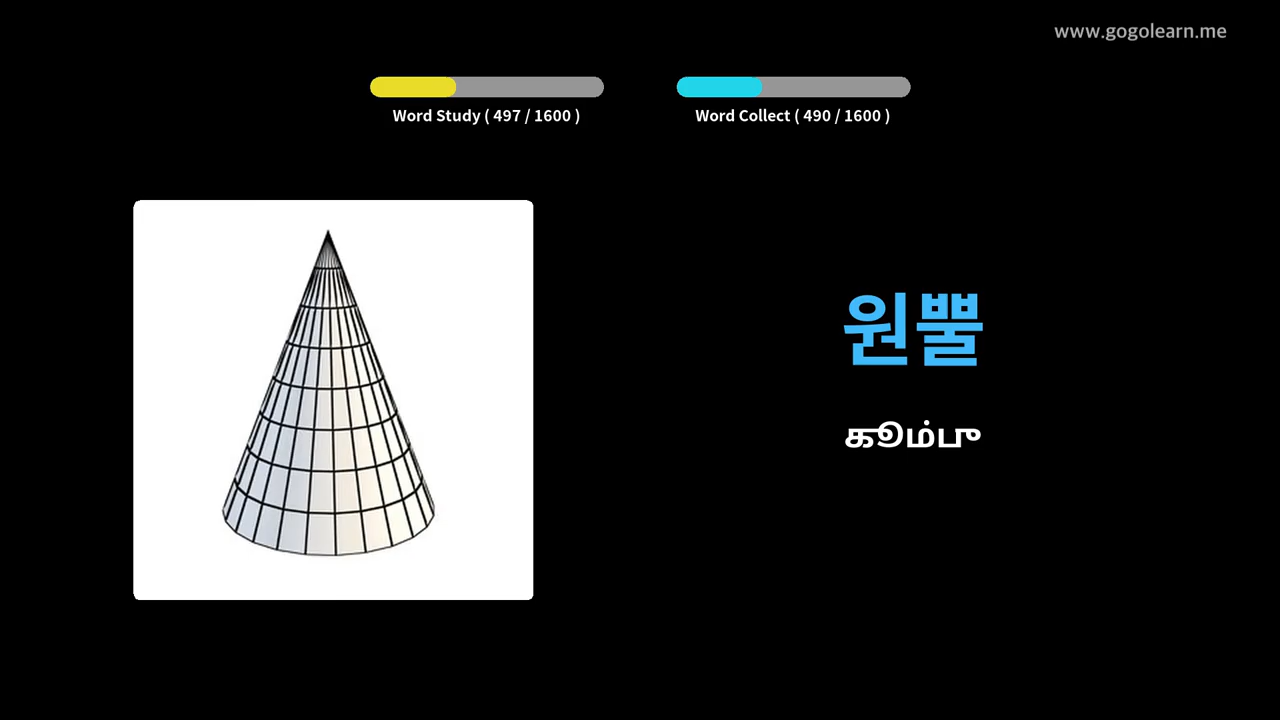 www.gogolearn.me
Word Study ( 497 / 1600 )
Word Collect ( 490 / 1600 )
원뿔
கூம்பு